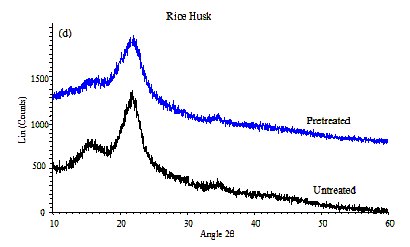 Rice Husk
(d)
1500
1000
500
0
Lin (Counts)
Pretreated
Untreated
10 20 30 40 50 60
Angle 2θ